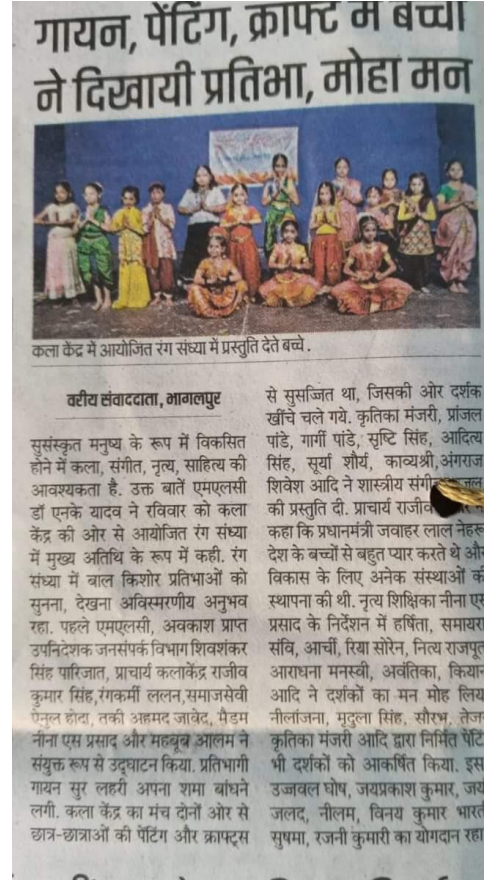 गायन, पेंटिंग, क्राफ्ट में बच्चों
ने दिखायी प्रतिभा, मोहा मन
कला केंद्र में आयोजित रंग संध्या में प्रस्तुति देते बच्चे.
वरीय संवाददाता, भागलपुर
सुसंस्कृत मनुष्य के रूप में विकसित
होने में कला, संगीत, नृत्य, साहित्य की
आवश्यकता है. उक्त बातें एमएलसी
डॉ एनके यादव ने रविवार को कला
केंद्र की ओर से आयोजित रंग संध्या
में मुख्य अतिथि के रूप में कही. रंग
संध्या में बाल किशोर प्रतिभाओं को
सुनना, देखना अविस्मरणीय अनुभव
रहा. पहले एमएलसी, अवकाश प्राप्त
उपनिदेशक जनसंपर्क विभाग शिवशंकर
सिंह पारिजात, प्राचार्य कलाकेंद्र राजीव
कुमार सिंह,रंगकर्मी ललन,समाजसेवी
ऐनुल होदा, तकी अहमद जावेद, मैडम
नीना एस प्रसाद और महबूब आलम ने
संयुक्त रूप से उद्घाटन किया. प्रतिभागी
गायन सुर लहरी अपना शमा बांधने
लगी. कला केंद्र का मंच दोनों ओर से
छात्र-छात्राओं की पेंटिंग और क्राफ्ट्स
से सुसज्जित था, जिसकी ओर दर्शक
खींचे चले गये. कृतिका मंजरी, प्रांजल
पांडे, गार्गी पांडे, सृष्टि सिंह, आदित्य
सिंह, सूर्या शौर्य, काव्यश्री,अंगराज
शिवेश आदि ने शास्त्रीय
की प्रस्तुति दी. प्राचार्य राजीव
कहा कि प्रधानमंत्री जवाहर लाल नेहरू
देश के बच्चों से बहुत प्यार करते थे और
विकास के लिए अनेक संस्थाओं की
स्थापना की थी. नृत्य शिक्षिका नीना एस
प्रसाद के निर्देशन में हर्षिता, समायरा
संवि, आर्ची, रिया सोरेन, नित्य राजपूत
आराधना मनस्वी, अवंतिका, कियान
आदि ने दर्शकों का मन मोह लिया
नीलांजना, मृदुला सिंह, सौरभ,
कृतिका मंजरी आदि द्वारा निर्मित पेंटिंग
भी दर्शकों को आकर्षित किया. इस
उज्जवल घोष, जयप्रकाश कुमार,
जलद, नीलम, विनय कुमार
सुषमा, रजनी कुमारी का योगदान रहा